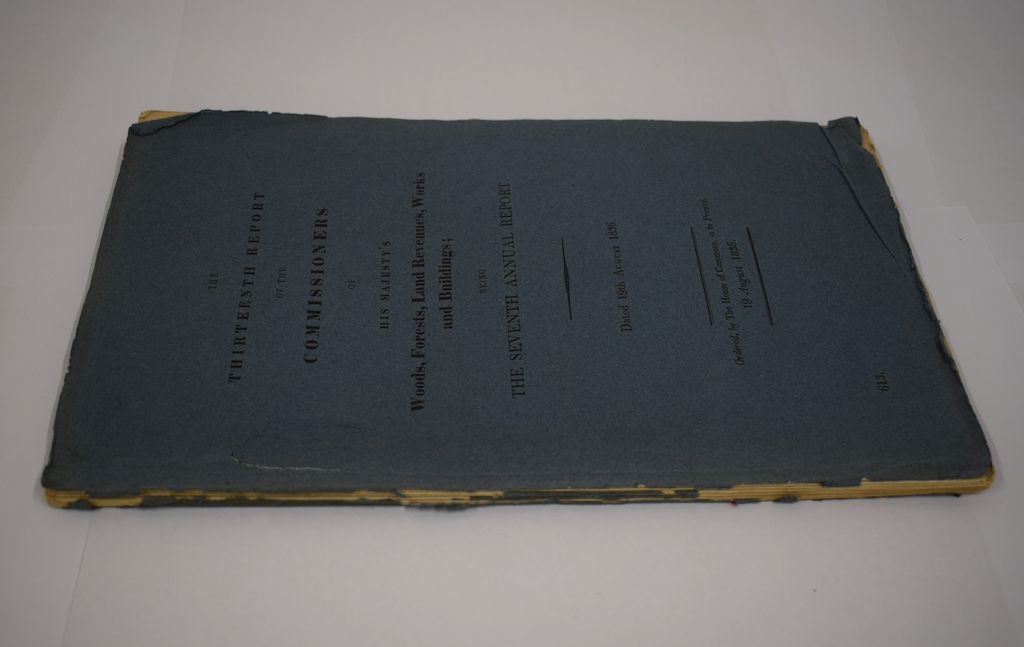 THE
THIRTEENTH REPORT
OF THE
COMMISSIONERS
OF
HIS MAJESTY'S
Woods, Forests, Land Revenues, Works
and Buildings;
BEING
THE SEVENTH ANNUAL REPORT
Dated 19th August 1836.
Ordered, by The House of Commons, to be Printed,
19 August 1836.
613.